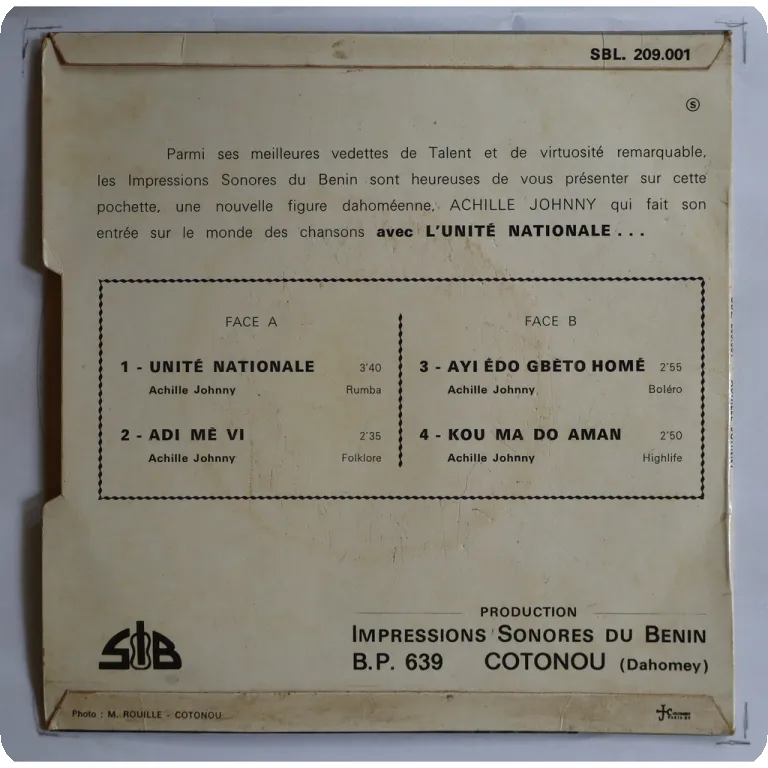 SBL. 209.001
Ⓢ
Parmi ses meilleures vedettes de Talent et de virtuosité remarquable,
les Impressions Sonores du Benin sont heureuses de vous présenter sur cette
pochette, une nouvelle figure dahoméenne, ACHILLE JOHNNY qui fait son
entrée sur le monde des chansons avec L'UNITÉ NATIONALE...
FACE A
1 - UNITÉ NATIONALE 3'40
Achille Johnny Rumba
2 - ADI MÊ VI 2'35
Achille Johnny Folklore
FACE B
3 - AYI ÉDO GBÈTO HOMÉ 2'55
Achille Johnny Boléro
4 - KOU MA DO AMAN 2'50
Achille Johnny Highlife
SIB
PRODUCTION
IMPRESSIONS SONORES DU BENIN
B.P. 639 COTONOU (Dahomey)
Photo : M. ROUILLE - COTONOU